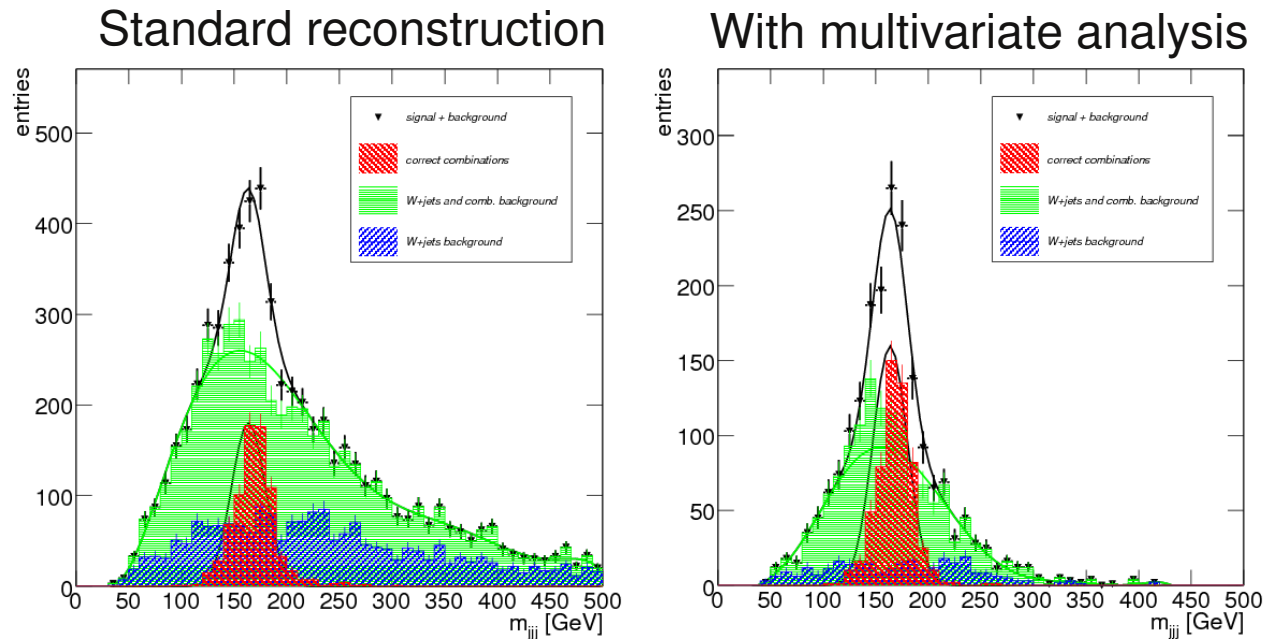 Standard reconstruction
entries
500
400
300
200
100
0
0 50 100 150 200 250 300 350 400 450 500
m_jjj [GeV]
signal + background
correct combinations
W+jets and comb. background
W+jets background
With multivariate analysis
entries
300
250
200
150
100
50
0
0 50 100 150 200 250 300 350 400 450 500
m_jjj [GeV]
signal + background
correct combinations
W+jets and comb. background
W+jets background